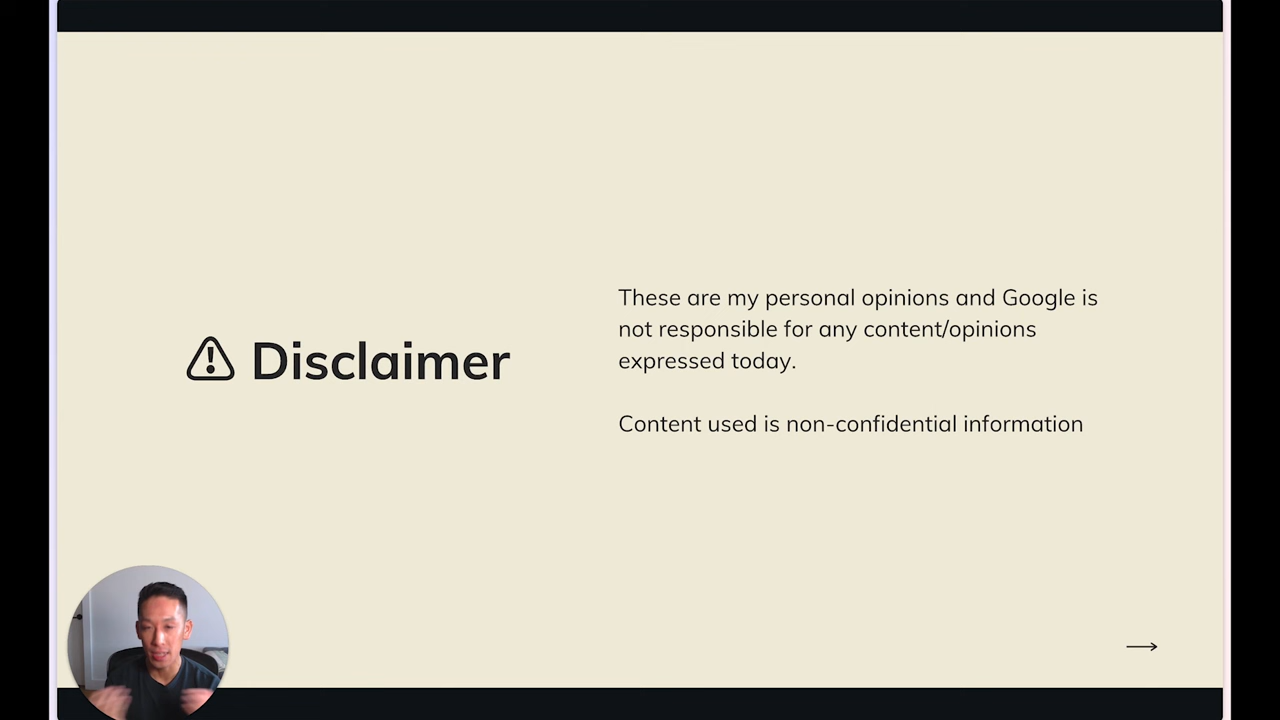 Disclaimer
These are my personal opinions and Google is
not responsible for any content/opinions
expressed today.
Content used is non-confidential information